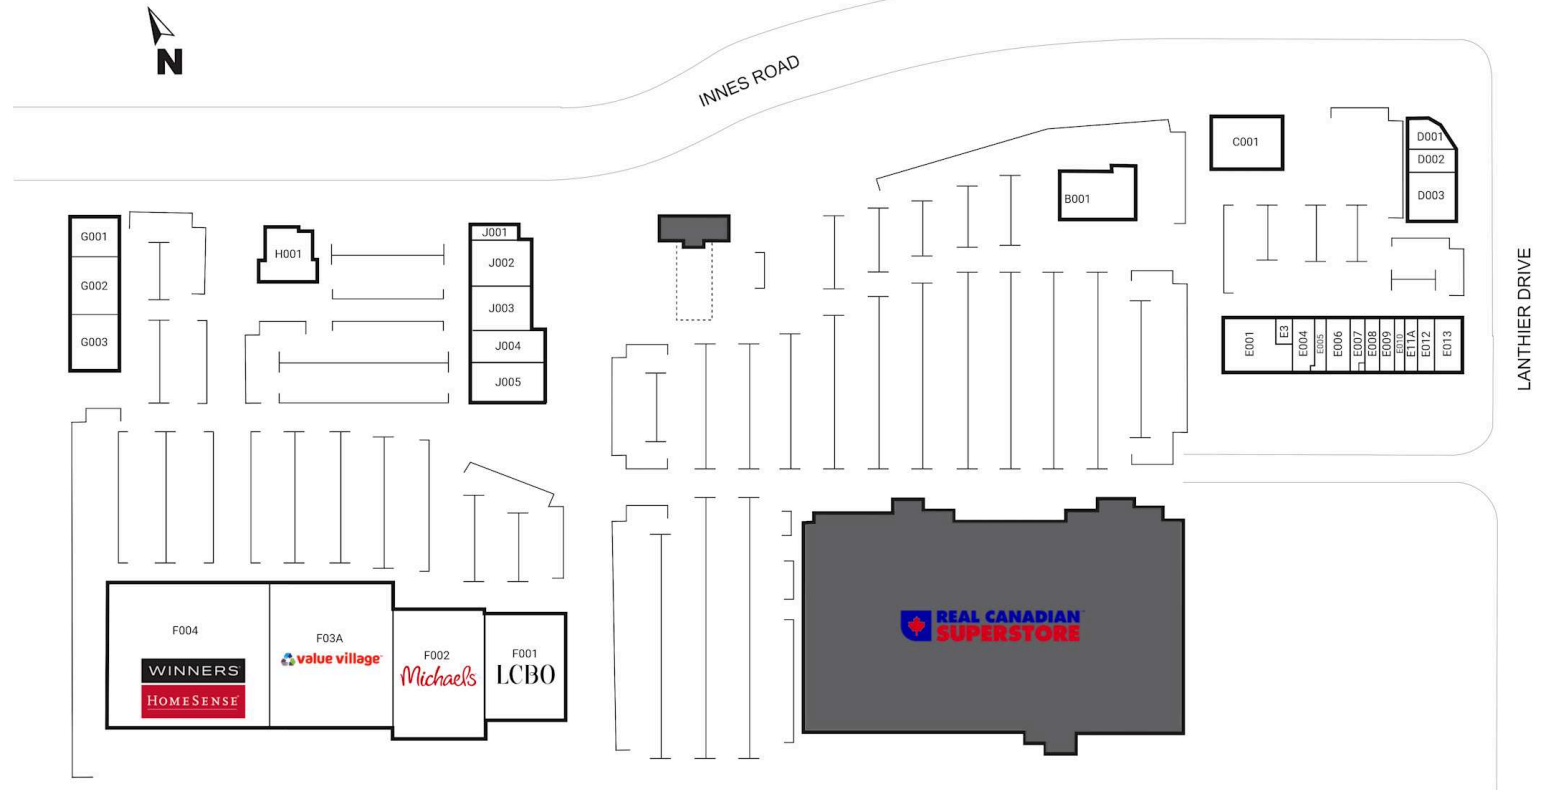 N
INNES ROAD
LANTHIER DRIVE
C001
D001
D002
D003
B001
G001
G002
G003
H001
J001
J002
J003
J004
J005
E001
E3
E004
E005
E006
E007
E008
E009
E010
E11A
E012
E013
F004
WINNERS
HOMESENSE
F03A
value village
F002
Michaels
F001
LCBO
REAL CANADIAN
SUPERSTORE